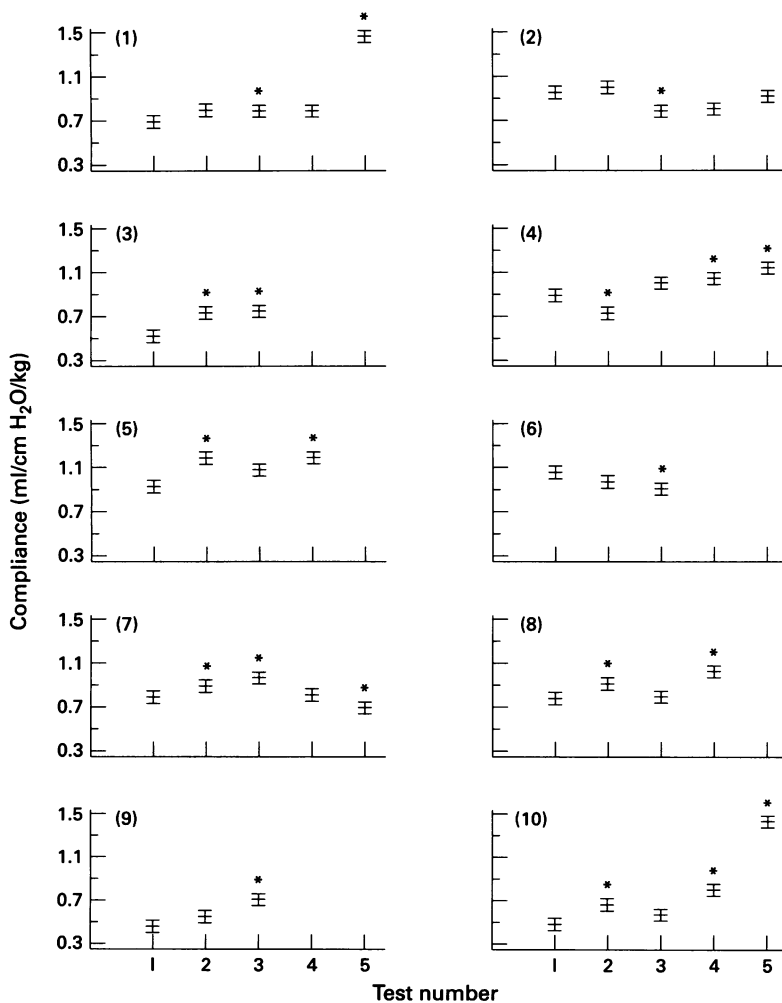 Compliance (ml/cm H₂O/kg)
(1) * *
1.5
1.1
0.7
0.3
(2) *
(3) * *
1.5
1.1
0.7
0.3
(4) * * *
(5) * *
1.5
1.1
0.7
0.3
(6) *
(7) * * *
1.5
1.1
0.7
0.3
(8) * *
(9) *
1.5
1.1
0.7
0.3
(10) * * *
1 2 3 4 5
1 2 3 4 5
Test number